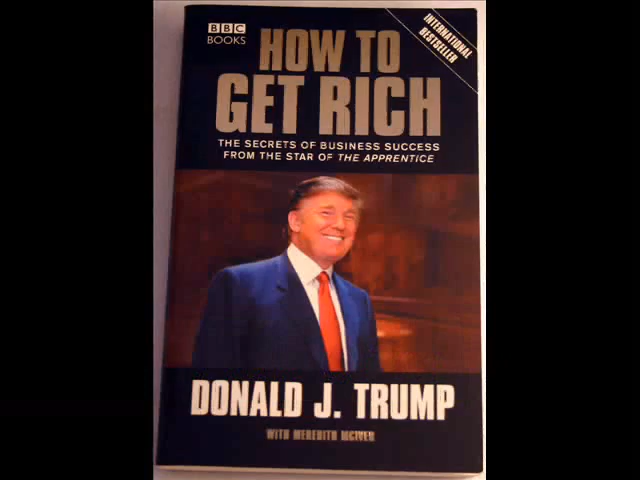 BBC
BOOKS
INTERNATIONAL
BESTSELLER
HOW TO
GET RICH
THE SECRETS OF BUSINESS SUCCESS
FROM THE STAR OF THE APPRENTICE
DONALD J. TRUMP
WITH MEREDITH MCIVER